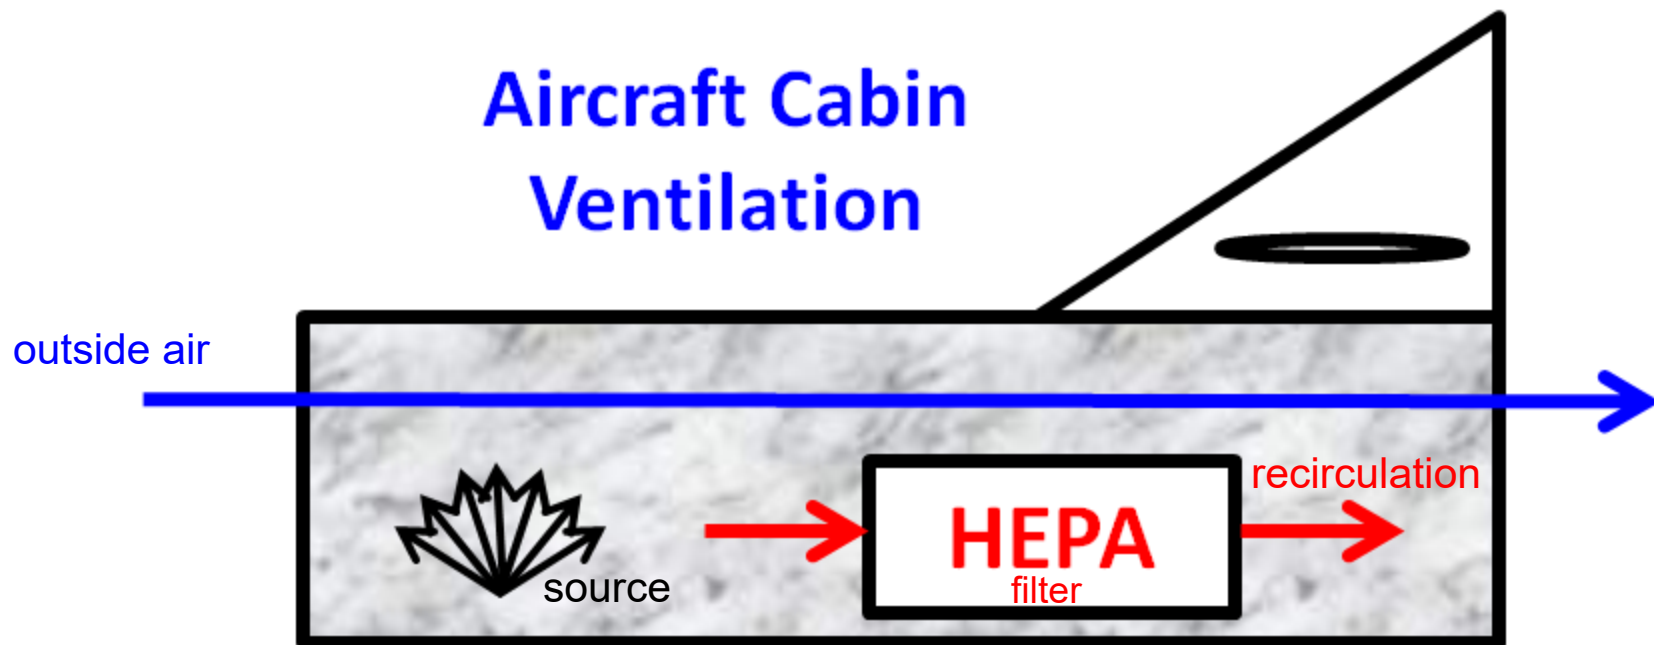 Aircraft Cabin
Ventilation
outside air
recirculation
HEPA
filter
source